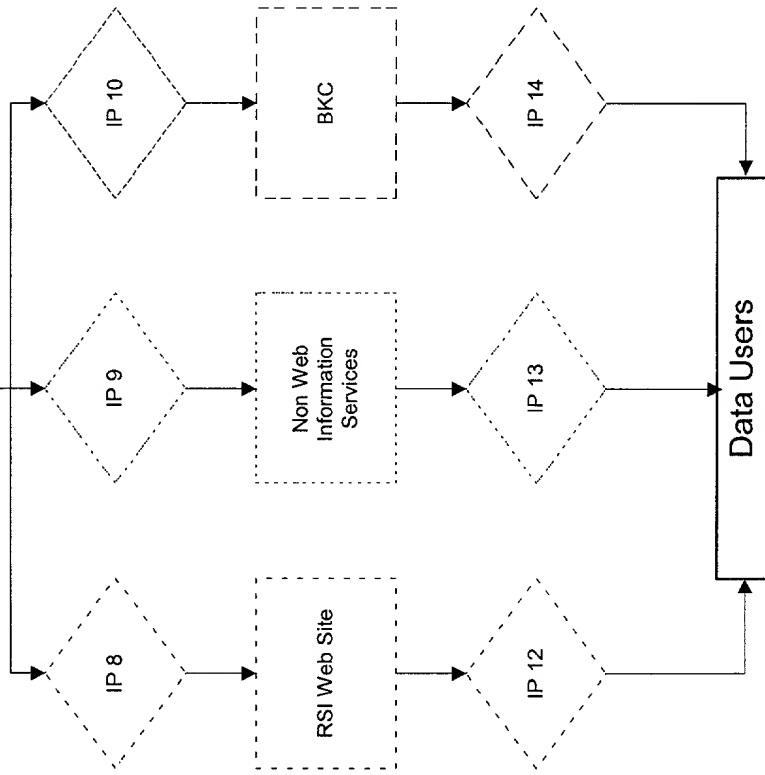 IP 8
IP 9
IP 10
RSI Web Site
Non Web
Information
Services
BKC
IP 12
IP 13
IP 14
Data Users